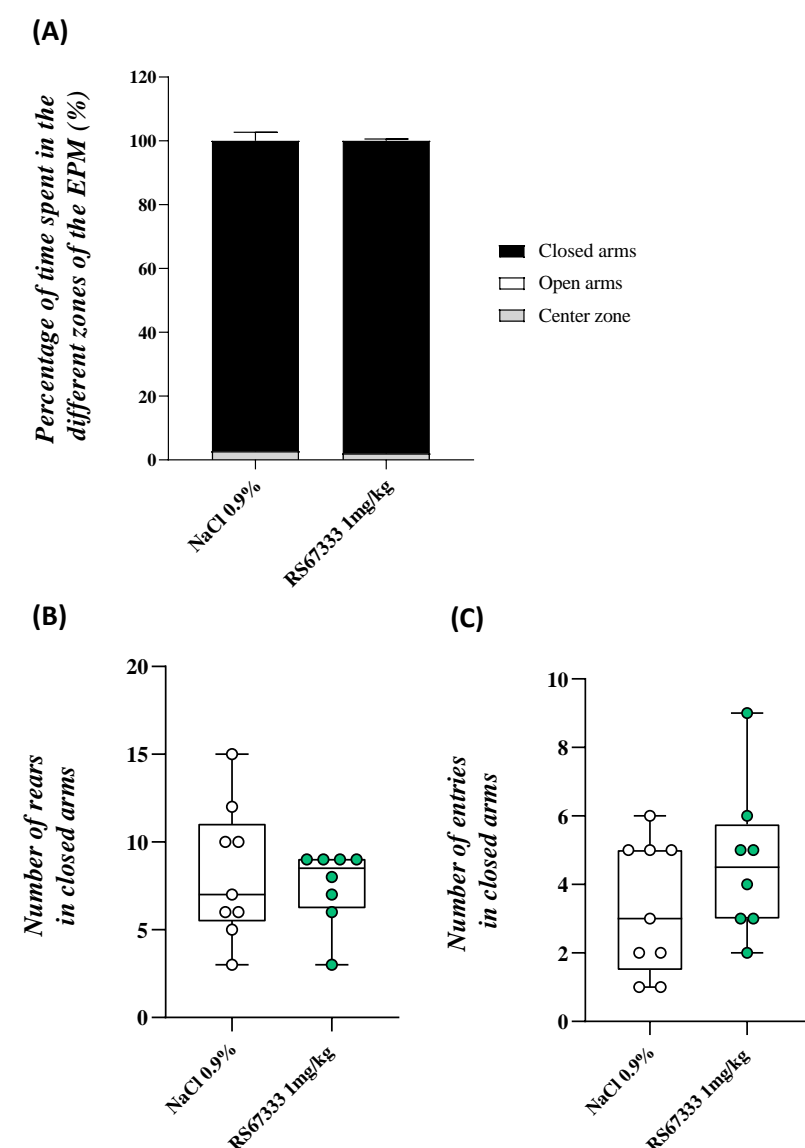 (A)
Percentage of time spent in the
different zones of the EPM (%)
120
100
80
60
40
20
0
NaCl 0.9%
RS67333 1mg/kg
Closed arms
Open arms
Center zone
(B)
Number of rears
in closed arms
20
15
10
5
0
NaCl 0.9%
RS67333 1mg/kg
(C)
Number of entries
in closed arms
10
8
6
4
2
0
NaCl 0.9%
RS67333 1mg/kg